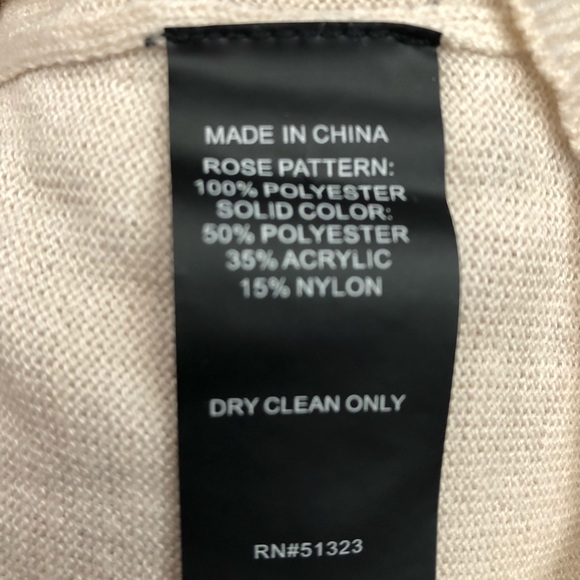 MADE IN CHINA
ROSE PATTERN:
100% POLYESTER
SOLID COLOR:
50% POLYESTER
35% ACRYLIC
15% NYLON
DRY CLEAN ONLY
RN#51323